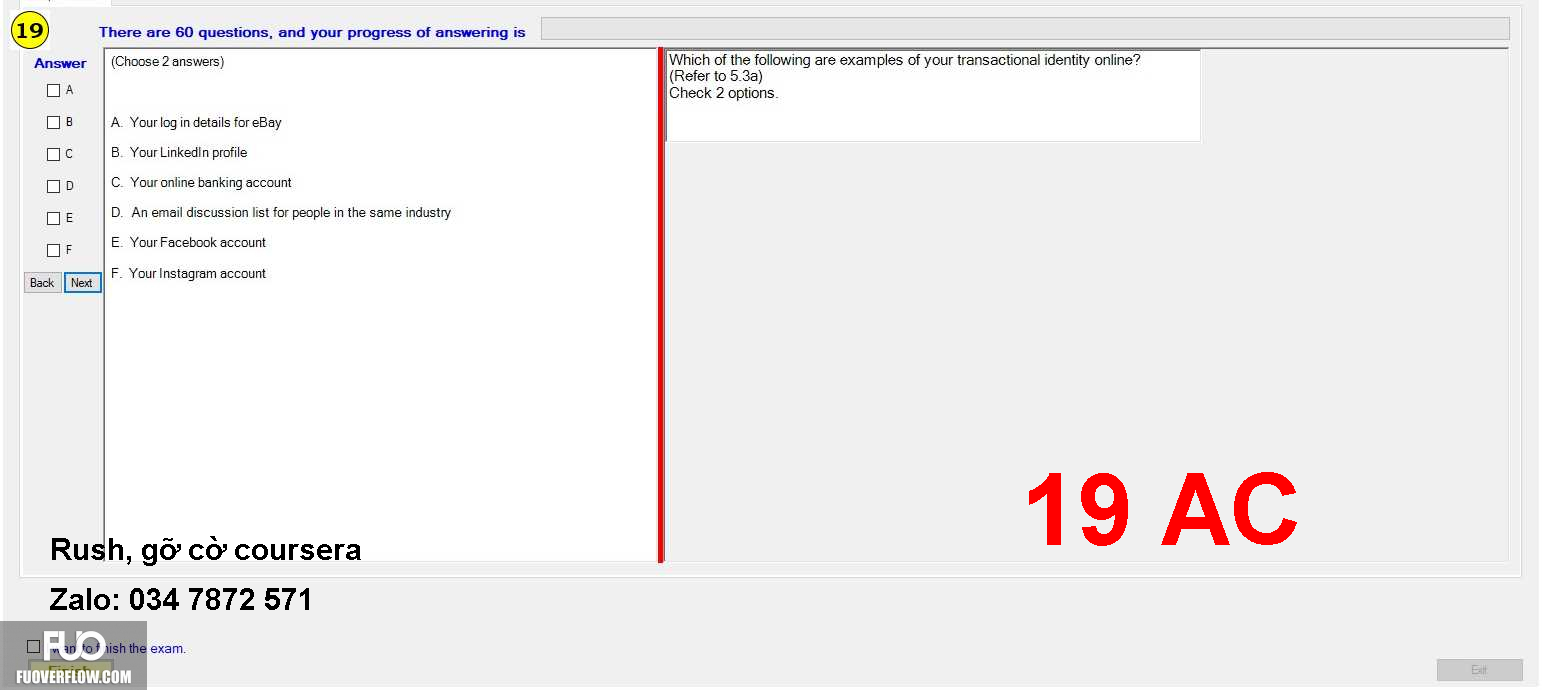 19
There are 60 questions, and your progress of answering is
Answer
A
B
C
D
E
F
Back Next
(Choose 2 answers)
A. Your log in details for eBay
B. Your LinkedIn profile
C. Your online banking account
D. An email discussion list for people in the same industry
E. Your Facebook account
F. Your Instagram account
Which of the following are examples of your transactional identity online?
(Refer to 5.3a)
Check 2 options.
19 AC
Rush, gỡ cờ coursera
Zalo: 034 7872 571
FUO
want to finish the exam.
Finish
FUOVERFLOW.COM
Exit